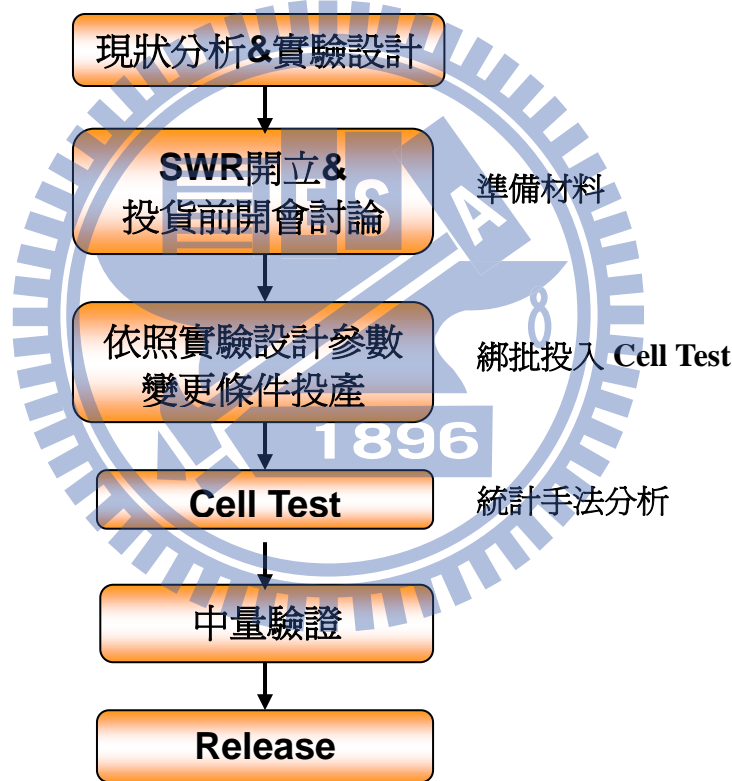 現狀分析&實驗設計
SWR開立&
投貨前開會討論
準備材料
依照實驗設計參數
變更條件投產
綁批投入 Cell Test
Cell Test
統計手法分析
中量驗證
Release
E S A
1896